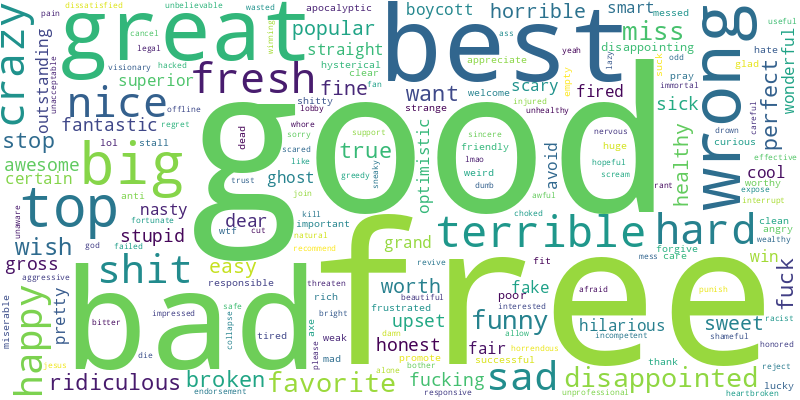 good
free
bad
best
great
wrong
top
big
terrible
hard
nice
fresh
crazy
shit
sad
happy
funny
disappointed
favorite
ridiculous
broken
honest
true
fine
popular
straight
superior
fantastic
outstanding
awesome
certain
stop
nasty
stupid
wish
gross
pretty
easy
dear
ghost
want
boycott
horrible
smart
miss
disappointing
scary
fired
sick
perfect
wonderful
healthy
cool
optimistic
avoid
weird
friendly
strange
grand
worth
fake
poor
upset
fair
fucking
hilarious
sweet
win
fuck
lucky
dissatisfied
unbelievable
wasted
apocalyptic
pain
cancel
legal
visionary
hacked
winning
hysterical
clear
fan
ass
yeah
lazy
appreciate
messed
odd
suck
pray
immortal
hate
glad
useful
unacceptable
offline
regret
lol
stall
shitty
lobby
whore
sorry
scared
like
support
greedy
sneaky
dead
trust
join
anti
fortunate
unaware
god
failed
wtf
cut
kill
important
natural
recommend
welcome
injured
unhealthy
empty
sincere
lmao
dumb
awful
choked
nervous
huge
hopeful
scream
rant
drawn
curious
careful
effective
worthy
expose
interrupt
clean
angry
wealthy
forgive
care
mess
fit
revive
aggressive
responsible
threaten
rich
beautiful
interested
allow
afraid
punish
racist
shameful
honored
incompetent
miserable
bitter
impressed
safe
collapse
tired
die
endorsement
jesus
bright
axe
weak
mad
please
damn
frustrated
promote
alone
bother
successful
horrendous
responsive
unprofessional
thank
reject
heartbroken